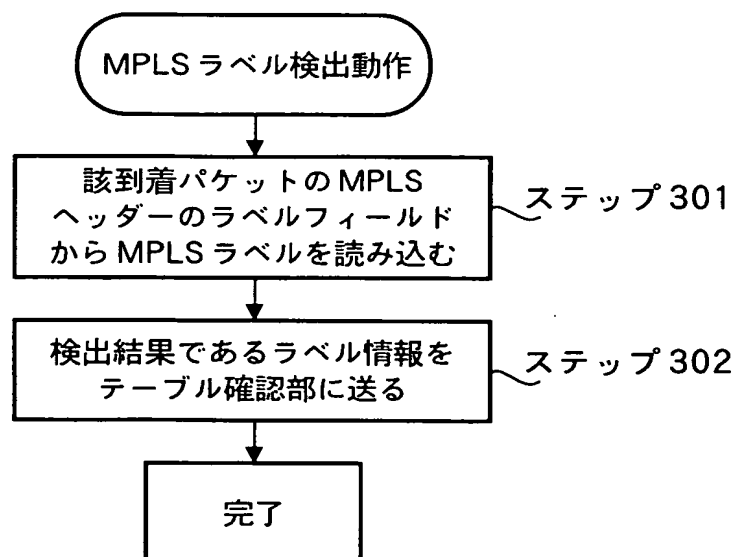 MPLS ラベル検出動作
該到着パケットの MPLS
ヘッダーのラベルフィールド
から MPLS ラベルを読み込む
ステップ 301
検出結果であるラベル情報を
テーブル確認部に送る
ステップ 302
完了